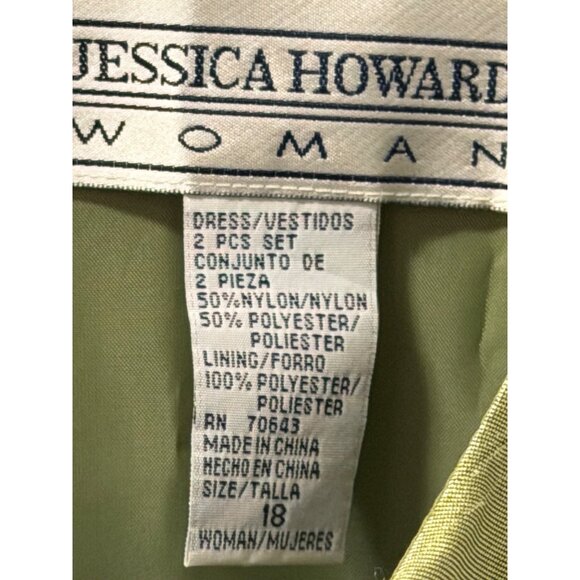 JESSICA HOWARD
WOMAN
DRESS/VESTIDOS
2 PCS SET
CONJUNTO DE
2 PIEZA
50%NYLON/NYLON
50% POLYESTER/
POLIESTER
LINING/FORRO
100% POLYESTER/
POLIESTER
RN 70643
MADE IN CHINA
HECHO EN CHINA
SIZE/TALLA
18
WOMAN/MUJERES